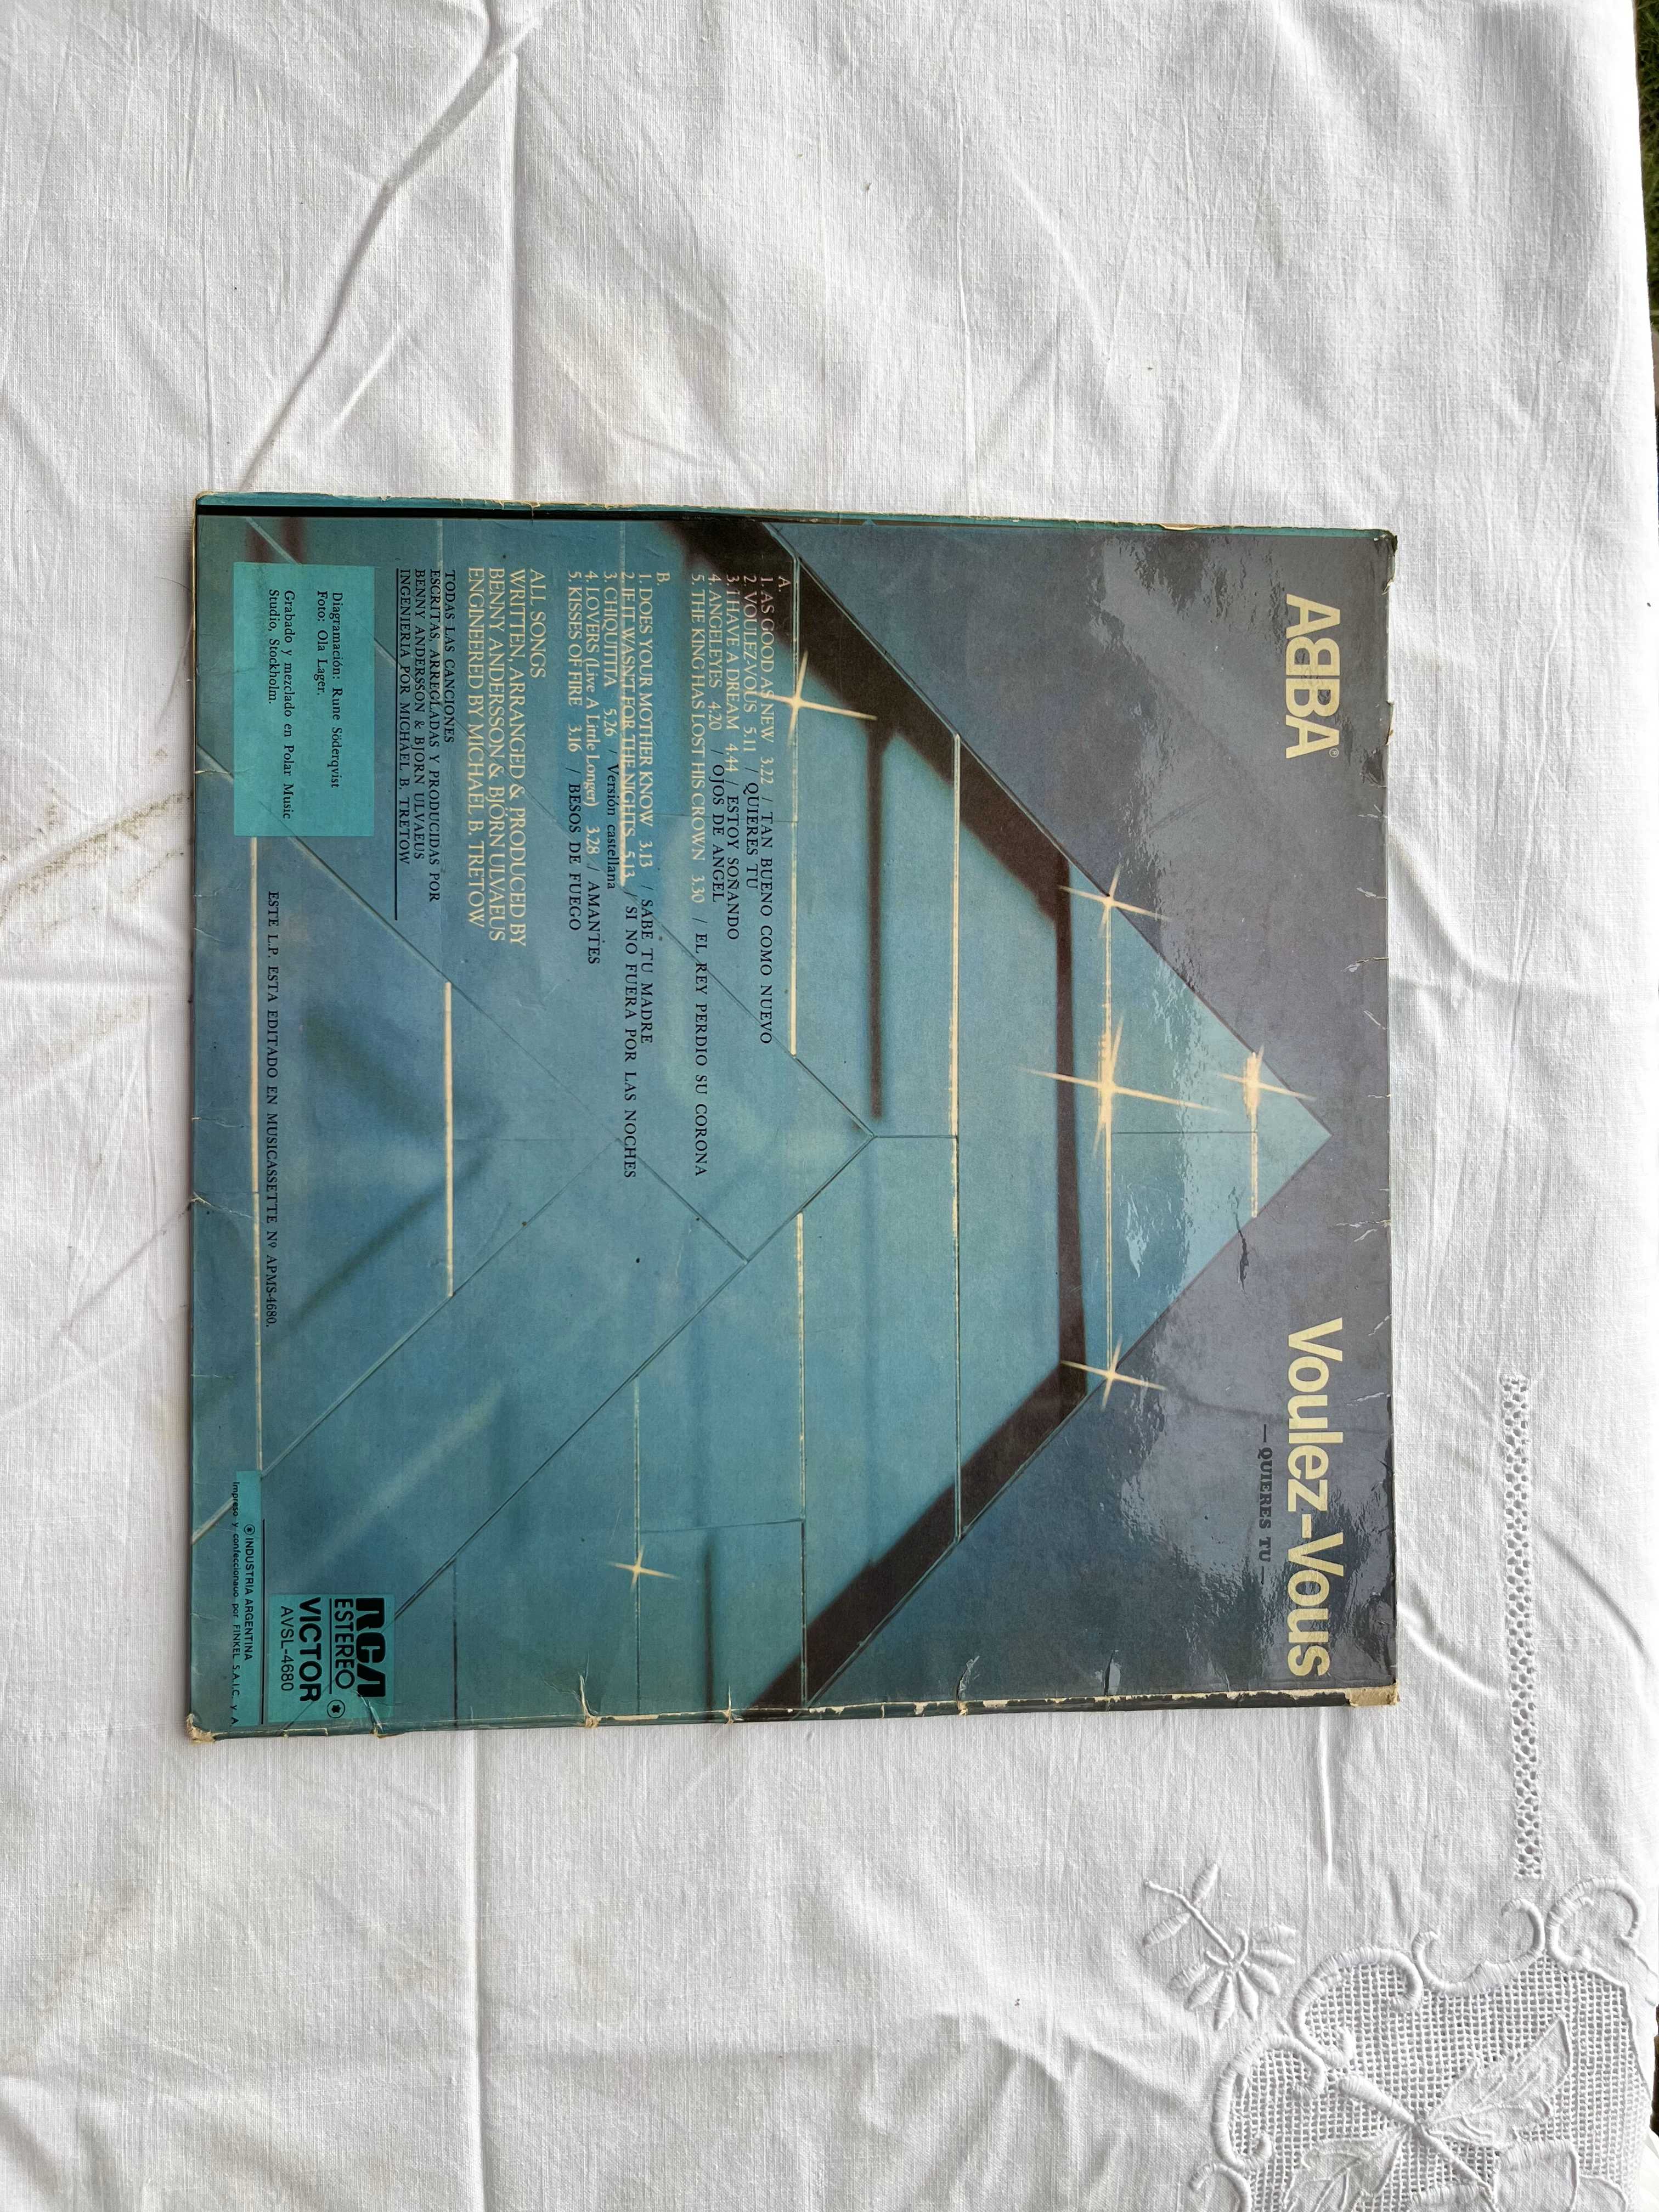 ABBA®
Voulez-Vous
— QUIERES TU —
A.
1. AS GOOD AS NEW 3.22 / TAN BUENO COMO NUEVO
2. VOULEZ-VOUS 5.11 / QUIERES TU
3. I HAVE A DREAM 4.44 / ESTOY SOÑANDO
4. ANGELEYES 4.20 / OJOS DE ANGEL
5. THE KING HAS LOST HIS CROWN 3.30 / EL REY PERDIO SU CORONA
B.
1. DOES YOUR MOTHER KNOW 3.13 / SABE TU MADRE
2. IF IT WASN'T FOR THE NIGHTS 5.13 / SI NO FUERA POR LAS NOCHES
3. CHIQUITITA 5.26 / Versión castellana
4. LOVERS (Live A Little Longer) 3.28 / AMANTES
5. KISSES OF FIRE 3.16 / BESOS DE FUEGO
ALL SONGS
WRITTEN, ARRANGED & PRODUCED BY
BENNY ANDERSSON & BJÖRN ULVAEUS
ENGINEERED BY MICHAEL B. TRETOW
TODAS LAS CANCIONES
ESCRITAS, ARREGLADAS Y PRODUCIDAS POR
BENNY ANDERSSON & BJORN ULVAEUS
INGENIERIA POR MICHAEL B. TRETOW
Diagramación: Rune Söderqvist
Foto: Ola Lager.
Grabado y mezclado en Polar Music
Studio, Stockholm.
ESTE L.P. ESTA EDITADO EN MUSICASSETTE Nº APMS-4680.
RCA
ESTEREO
VICTOR
AVSL-4680
® INDUSTRIA ARGENTINA
Impreso y confeccionado por FINKEL S.A.I.C. y A